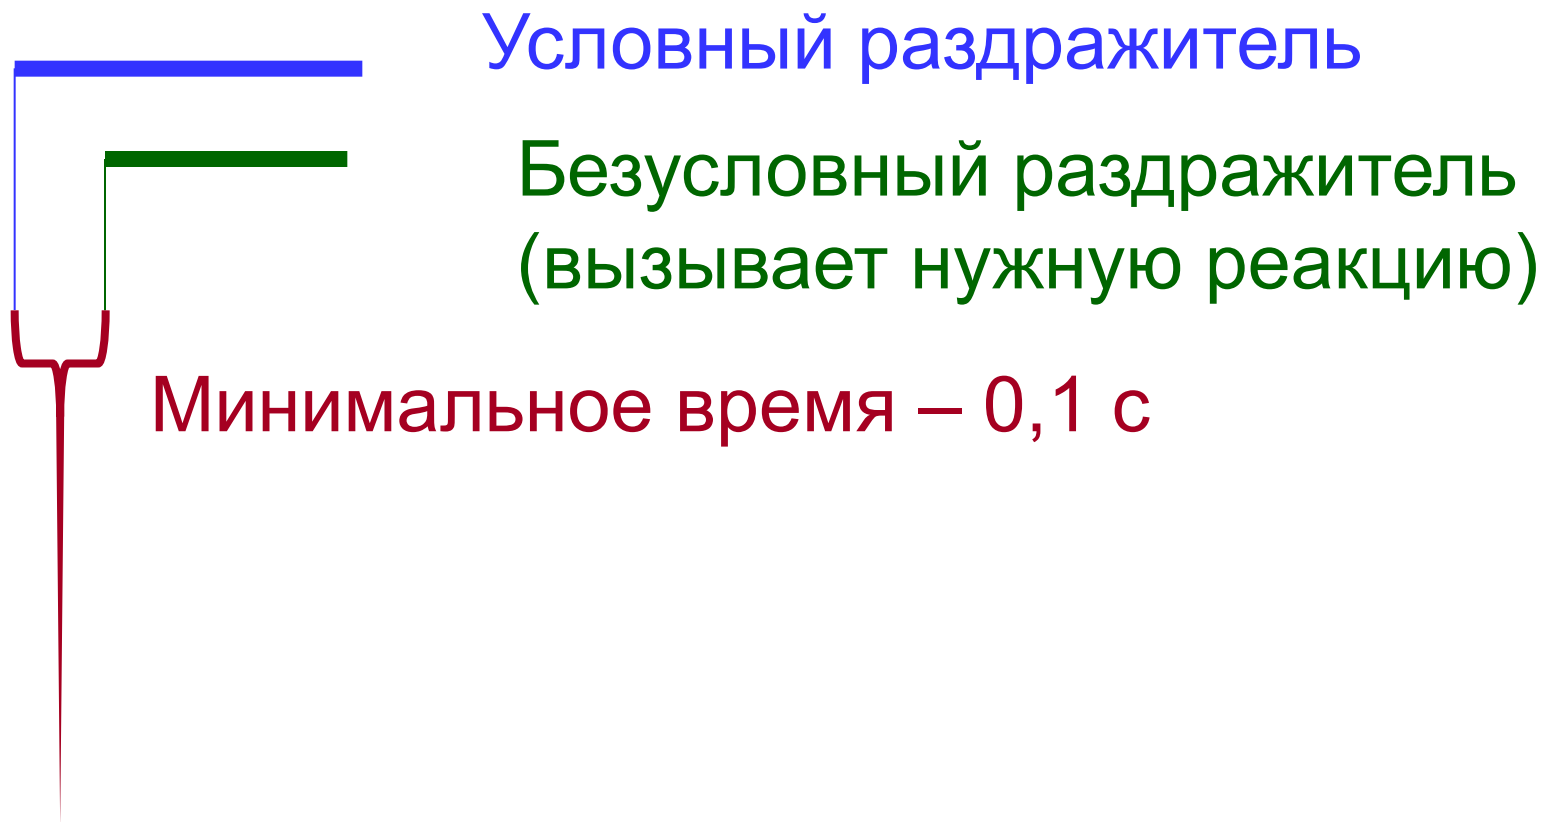 Условный раздражитель
Безусловный раздражитель
(вызывает нужную реакцию)
Минимальное время – 0,1 с